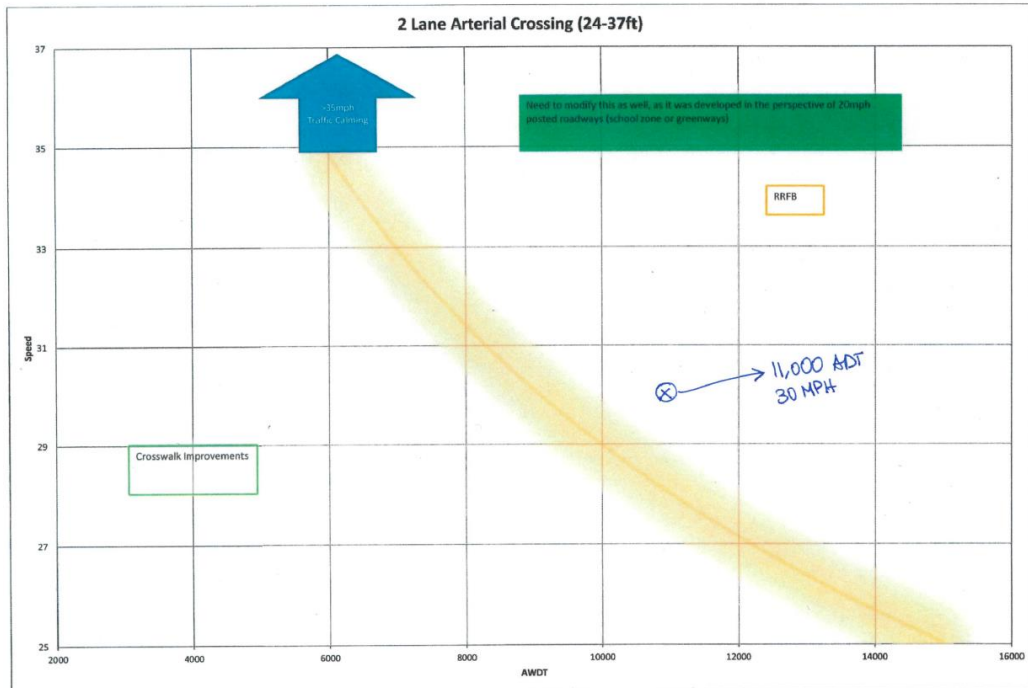 2 Lane Arterial Crossing (24-37ft)
37
35
33
31
29
27
25
Speed
>35mph
Traffic Calming
Need to modify this as well, as it was developed in the perspective of 20mph
posted roadways (school zone or greenways)
RRFB
11,000 ADT
30 MPH
Crosswalk Improvements
2000 4000 6000 8000 10000 12000 14000 16000
AWDT